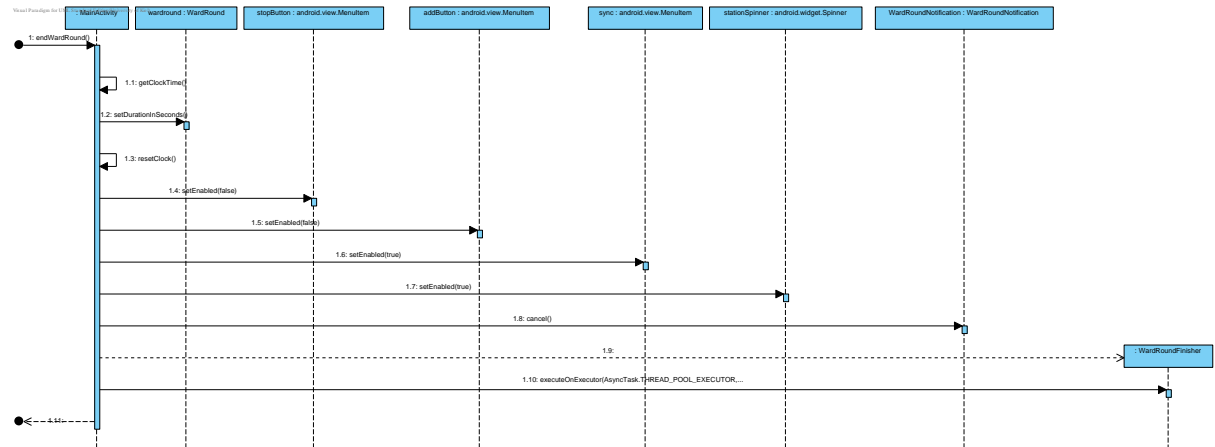 : MainActivity
wardround : WardRound
stopButton : android.view.MenuItem
addButton : android.view.MenuItem
sync : android.view.MenuItem
stationSpinner : android.widget.Spinner
WardRoundNotification : WardRoundNotification
1: endWardRound()
1.1: getClockTime()
1.2: setDurationInSeconds()
1.3: resetClock()
1.4: setEnabled(false)
1.5: setEnabled(false)
1.6: setEnabled(true)
1.7: setEnabled(true)
1.8: cancel()
1.9:
: WardRoundFinisher
1.10: executeOnExecutor(AsyncTask.THREAD_POOL_EXECUTOR,...
1.11: